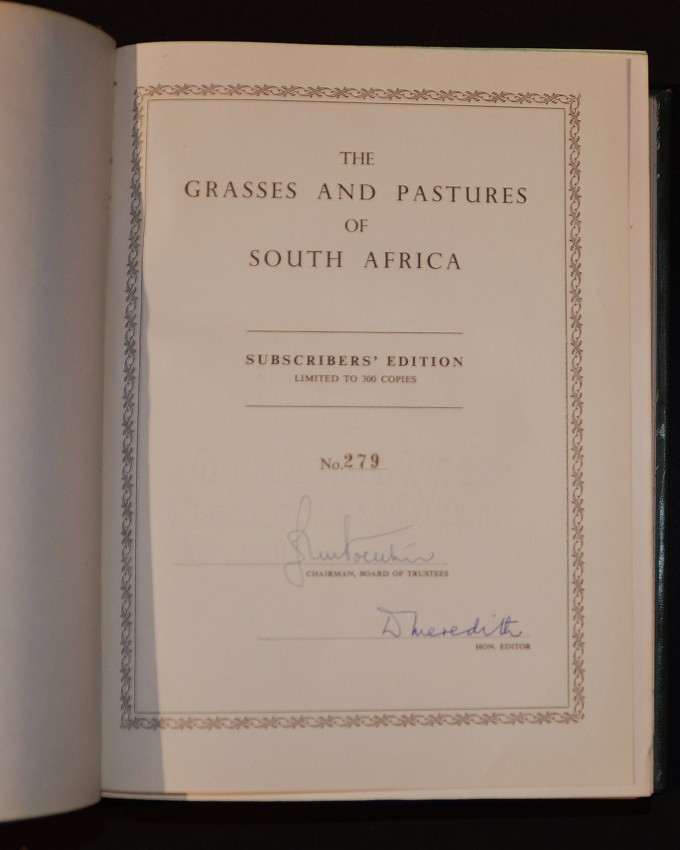 THE
GRASSES AND PASTURES
OF
SOUTH AFRICA
SUBSCRIBERS' EDITION
LIMITED TO 300 COPIES
No. 279
CHAIRMAN, BOARD OF TRUSTEES
D Meredith
HON. EDITOR